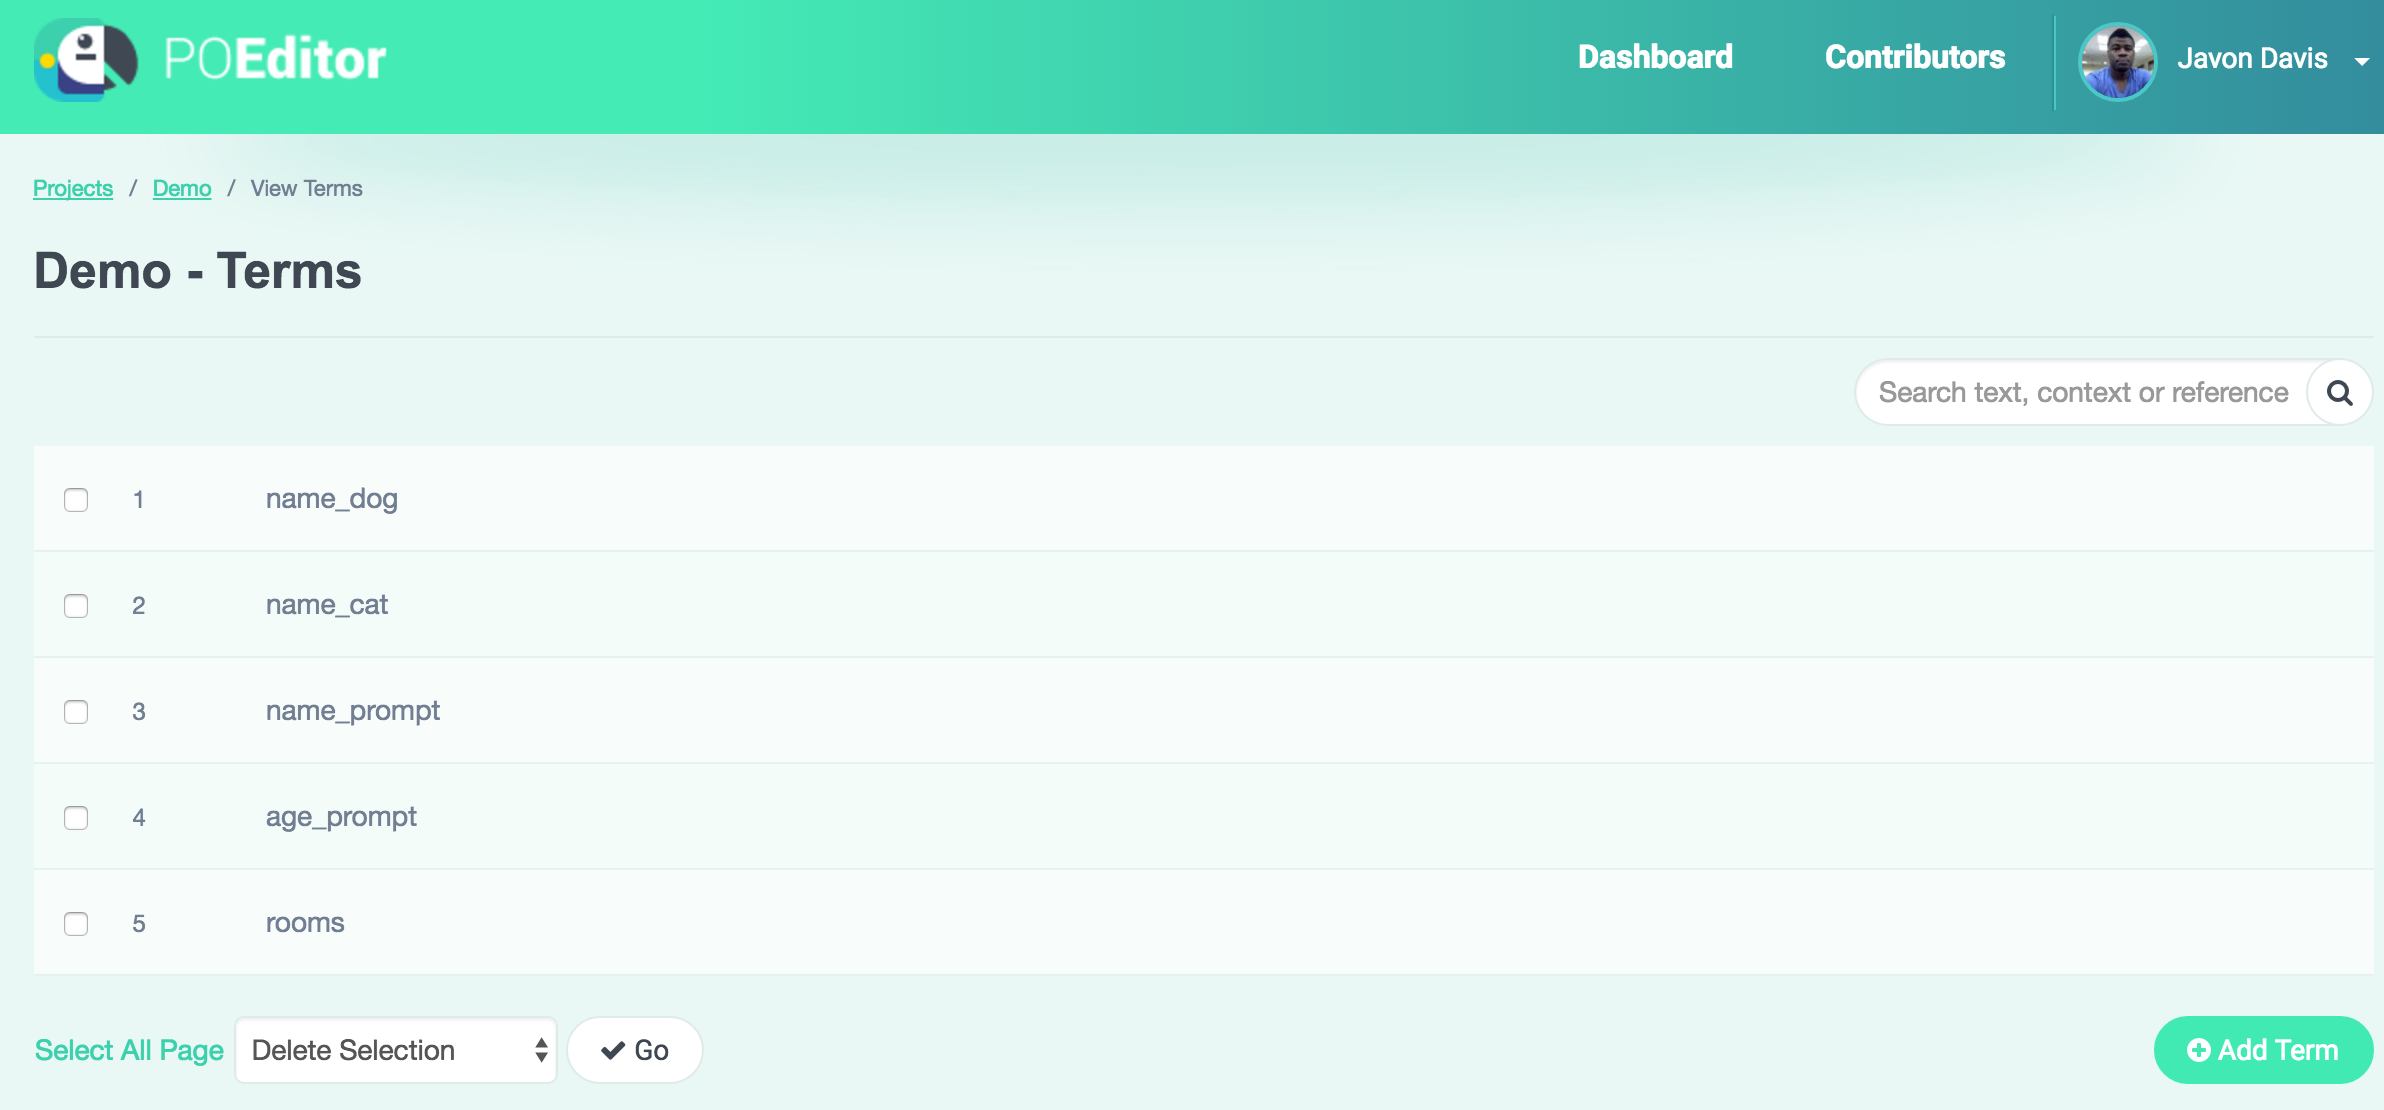 POEditor
Dashboard
Contributors
Javon Davis
Projects / Demo / View Terms
Demo - Terms
Search text, context or reference
1 name_dog
2 name_cat
3 name_prompt
4 age_prompt
5 rooms
Select All Page
Delete Selection
Go
Add Term